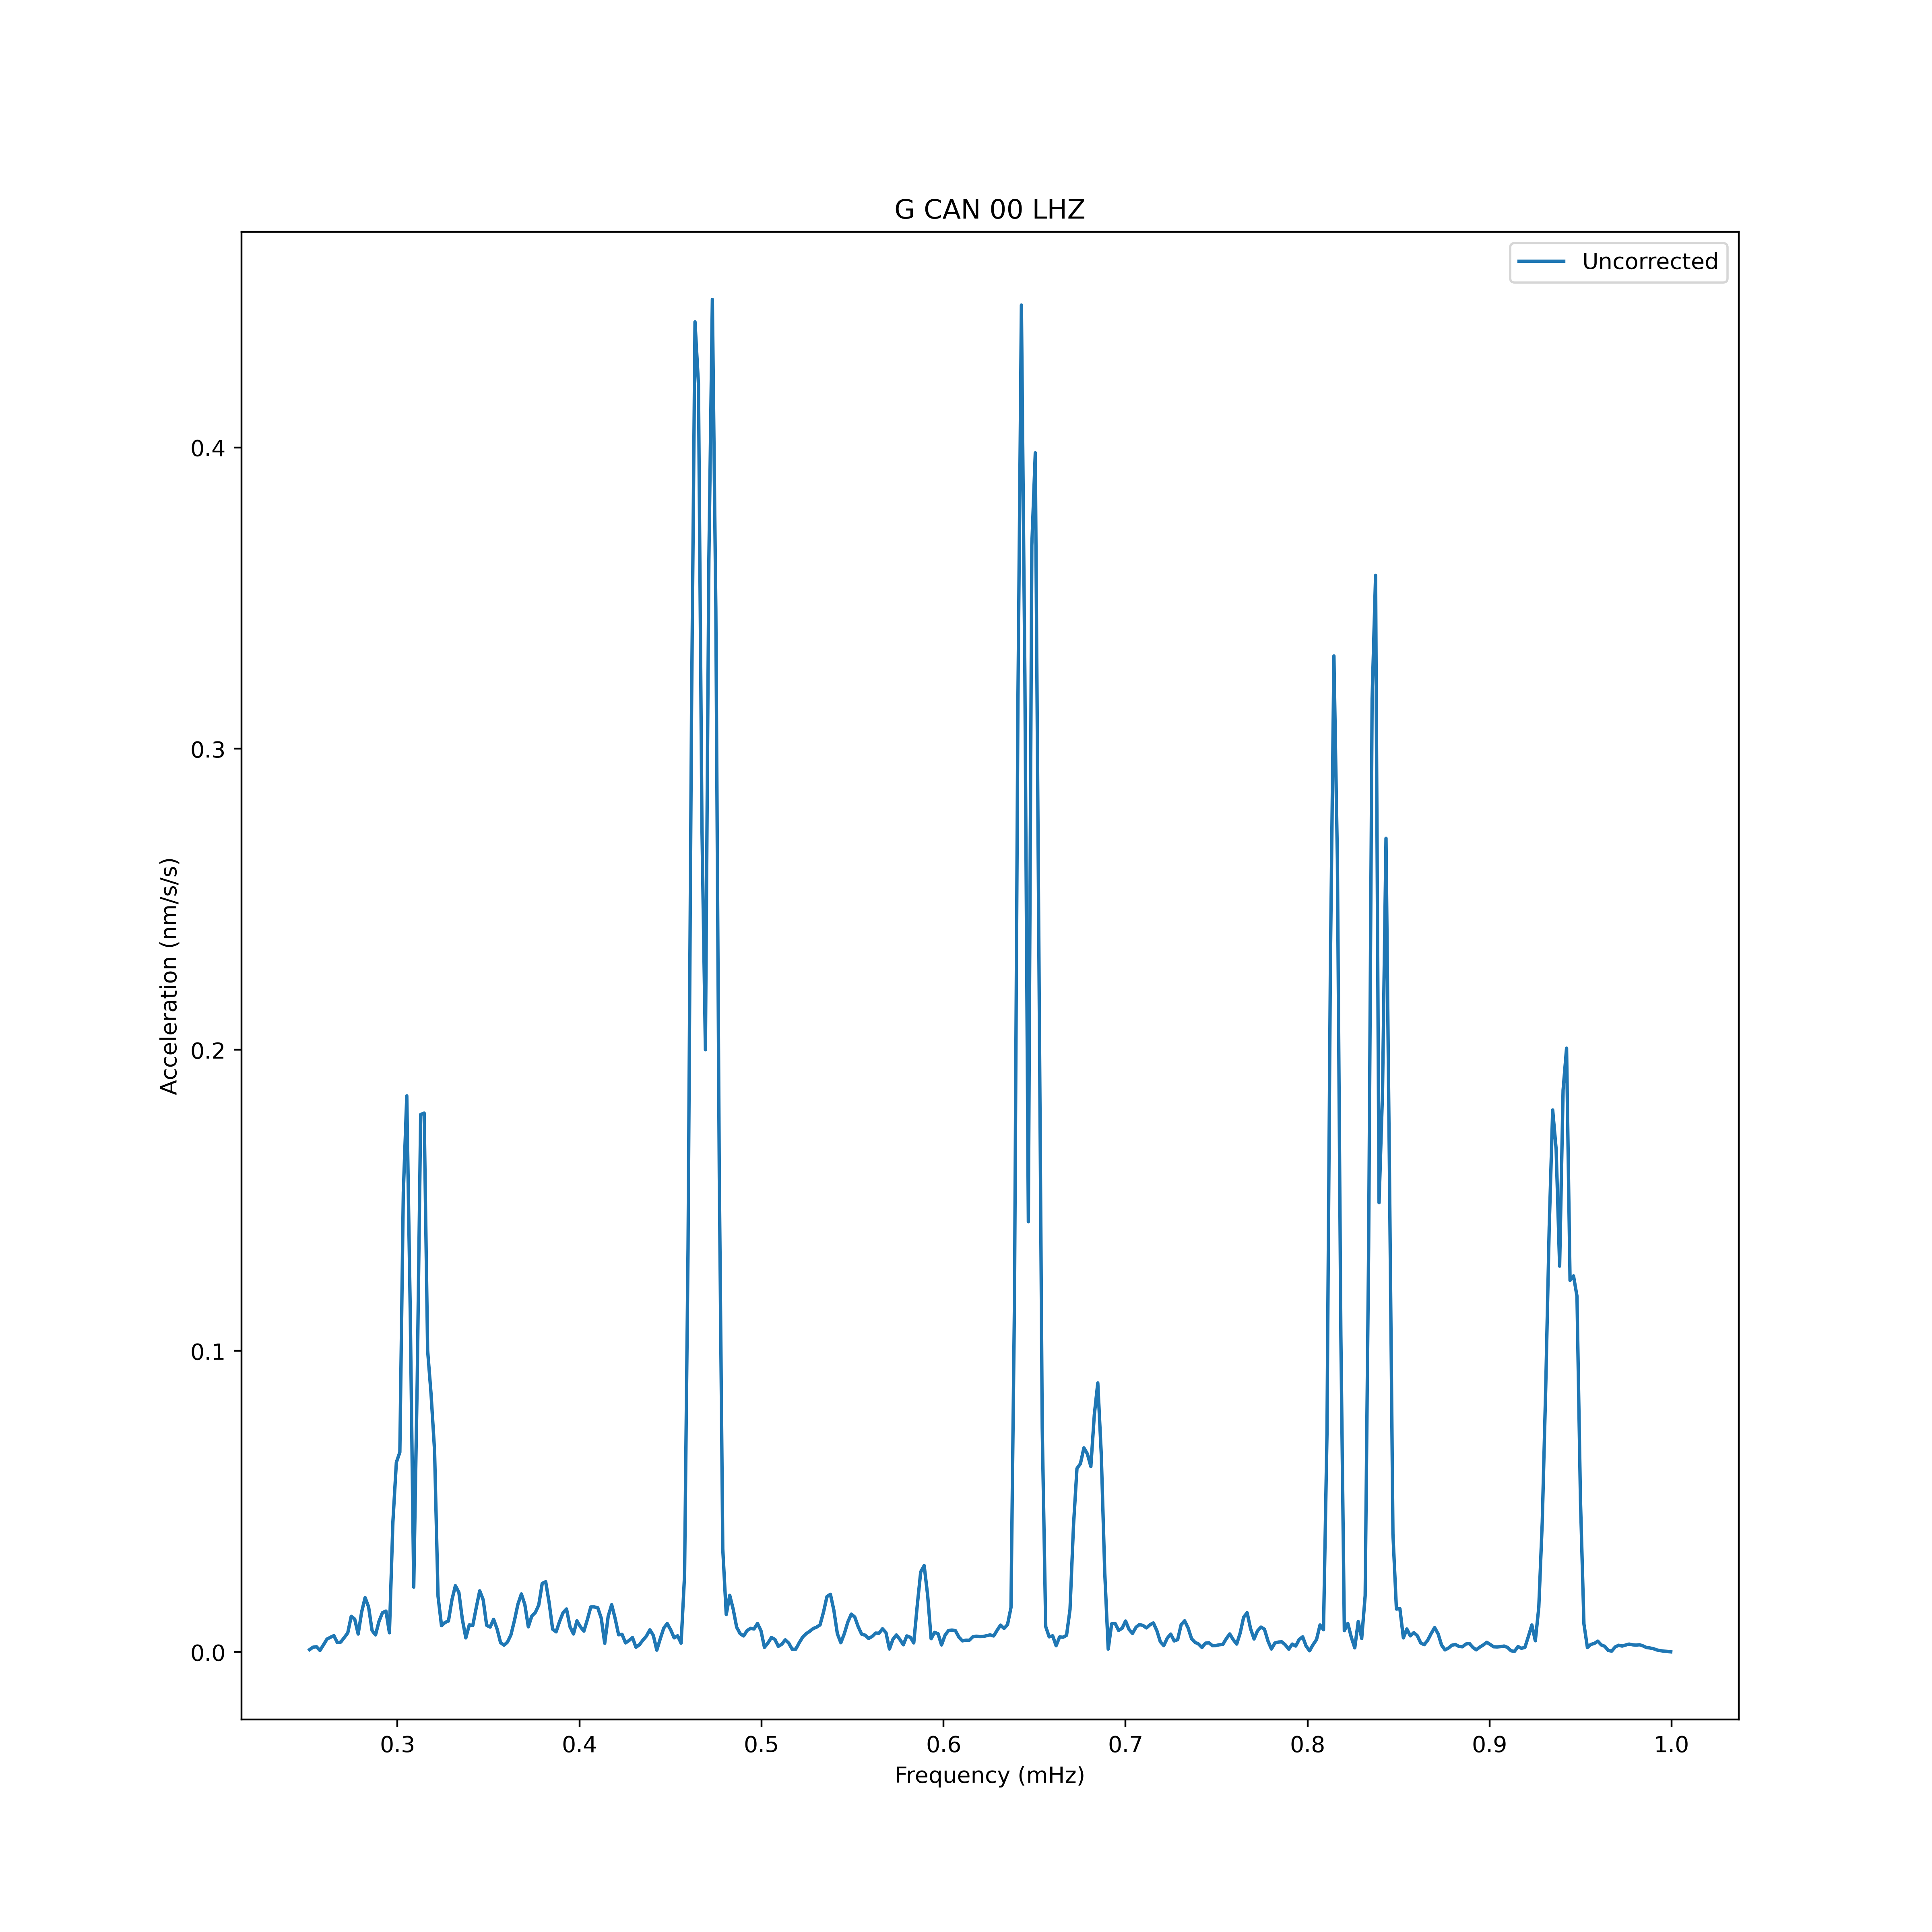 G CAN 00 LHZ
Uncorrected
0.4
0.3
0.2
0.1
0.0
Acceleration (nm/s/s)
0.3 0.4 0.5 0.6 0.7 0.8 0.9 1.0
Frequency (mHz)